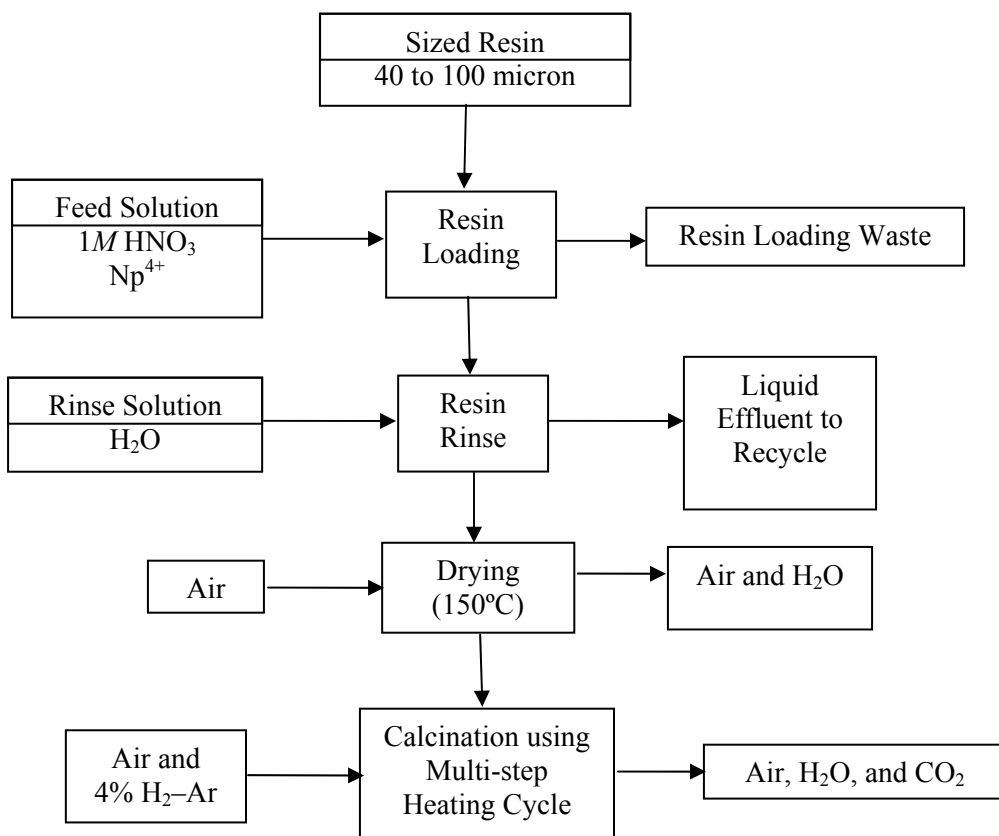 Sized Resin
40 to 100 micron
Feed Solution
1M HNO₃
Np⁴⁺
Resin
Loading
Resin Loading Waste
Rinse Solution
H₂O
Resin
Rinse
Liquid
Effluent to
Recycle
Air
Drying
(150ºC)
Air and H₂O
Air and
4% H₂–Ar
Calcination using
Multi-step
Heating Cycle
Air, H₂O, and CO₂